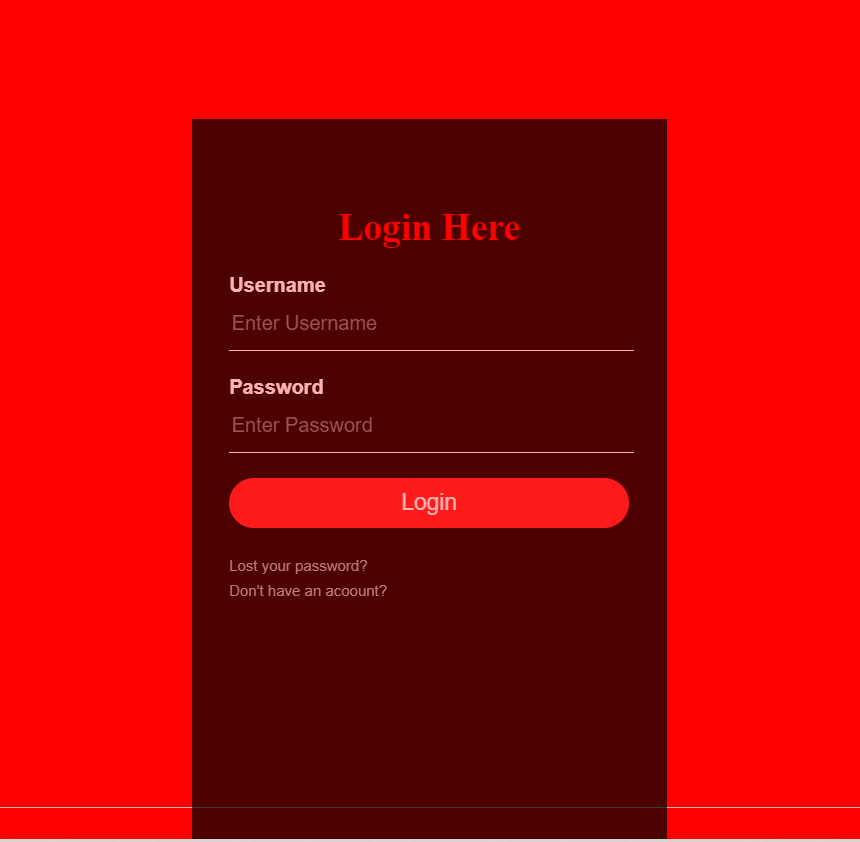 Login Here
Username
Enter Username
Password
Enter Password
Login
Lost your password?
Don't have an acoount?